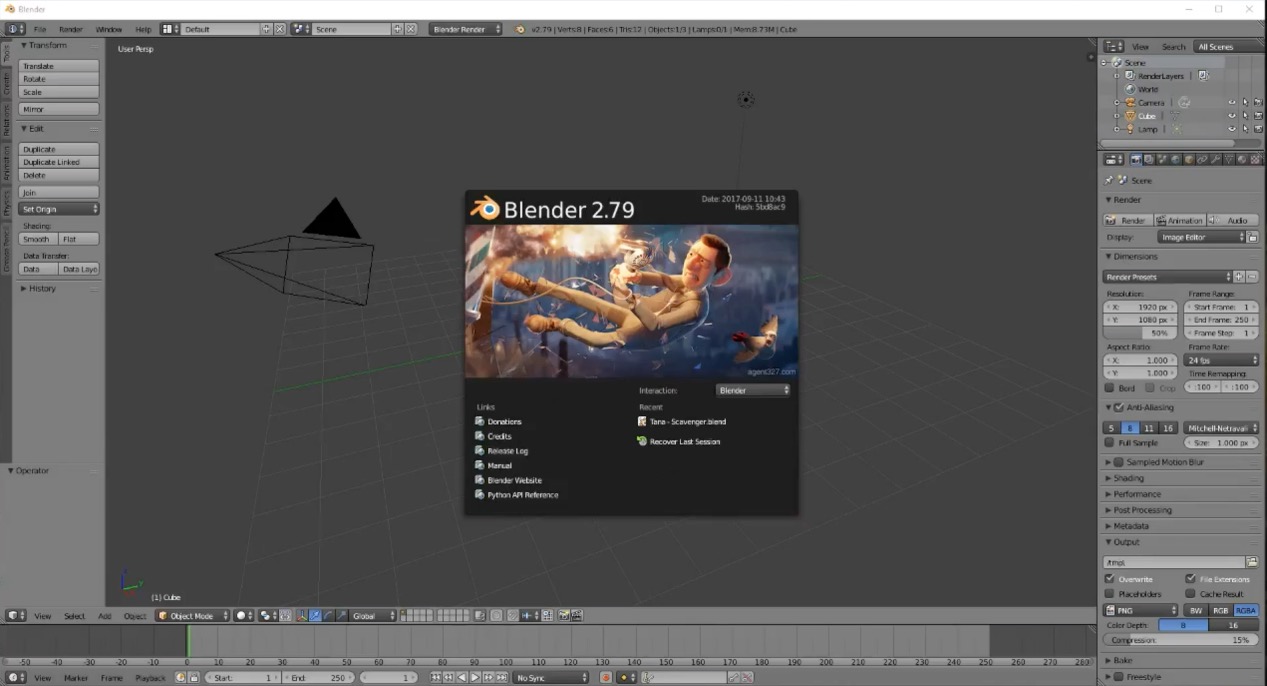 Blender
File Render Window Help Default Scene Blender Render v2.79 | Verts:8 | Faces:6 | Tris:12 | Objects:1/3 | Lamps:0/1 | Mem:8.73M | Cube
Tools
Create
Relations
Animation
Physics
Grease Pencil
Transform
Translate
Rotate
Scale
Mirror
Edit
Duplicate
Duplicate Linked
Delete
Join
Set Origin
Shading:
Smooth Flat
Data Transfer:
Data Data Layo
History
Operator
User Persp
Blender 2.79
Date: 2017-09-11 10:43
Hash: 5bd8ac9
agent327.com
Interaction: Blender
Links
Donations
Credits
Release Log
Manual
Blender Website
Python API Reference
Recent
Tana - Scavenger.blend
Recover Last Session
(1) Cube
View Select Add Object Object Mode Global
-50 -40 -30 -20 -10 0 10 20 30 40 50 60 70 80 90 100 110 120 130 140 150 160 170 180 190 200 210 220 230 240 250 260 270 280
View Marker Frame Playback Start: 1 End: 250 1 No Sync
View Search All Scenes
Scene
RenderLayers
World
Camera
Cube
Lamp
Scene
Render
Render Animation Audio
Display: Image Editor
Dimensions
Render Presets
Resolution: Frame Range:
X: 1920 px Start Frame: 1
Y: 1080 px End Frame: 250
50% Frame Step: 1
Aspect Ratio: Frame Rate:
X: 1.000 24 fps
Y: 1.000 Time Remapping:
Bord Crop :100 :100
Anti-Aliasing
5 8 11 16 Mitchell-Netraval
Full Sample Size: 1.000 px
Sampled Motion Blur
Shading
Performance
Post Processing
Metadata
Output
/tmp\
Overwrite File Extensions
Placeholders Cache Result
PNG BW RGB RGBA
Color Depth: 8 16
Compression: 15%
Bake
Freestyle